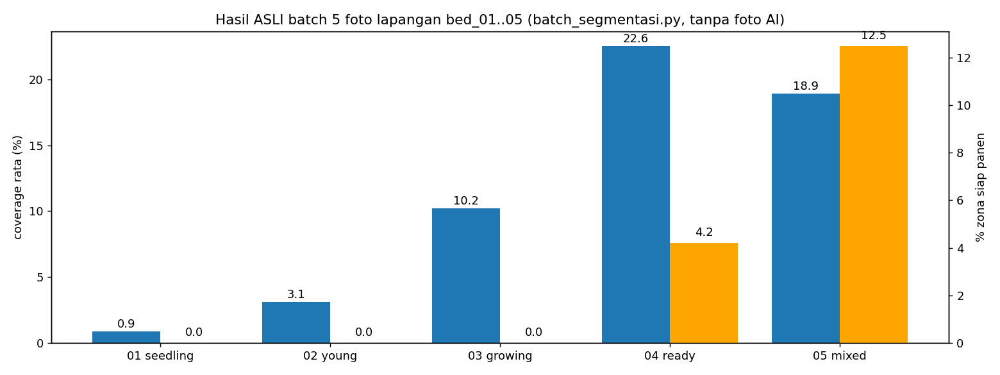 Hasil ASLI batch 5 foto lapangan bed_01..05 (batch_segmentasi.py, tanpa foto AI)
coverage rata (%)
20
15
10
5
0
0.9
0.0
3.1
0.0
10.2
0.0
22.6
4.2
18.9
12.5
12
10
8
6
4
2
0
% zona siap panen
01 seedling
02 young
03 growing
04 ready
05 mixed